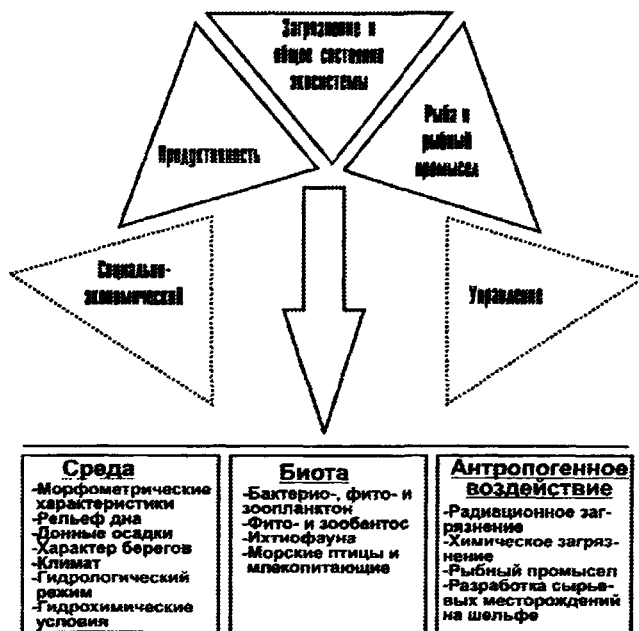 Загрязнение и
общее состояние
экосистемы
Продуктивность
Рыба и
рыбный
промысел
Социально-
экономический
Управление
Среда
-Морфометрические
характеристики
-Рельеф дна
-Донные осадки
-Характер берегов
-Климат
-Гидрологический
режим
-Гидрохимические
условия
Биота
-Бактерио-, фито- и
зоопланктон
-Фито- и зообентос
-Ихтиофауна
-Морские птицы и
млекопитающие
Антропогенное
воздействие
-Радиационное заг-
рязнение
-Химическое загряз-
нение
-Рыбный промысел
-Разработка сырье-
вых месторождений
на шельфе